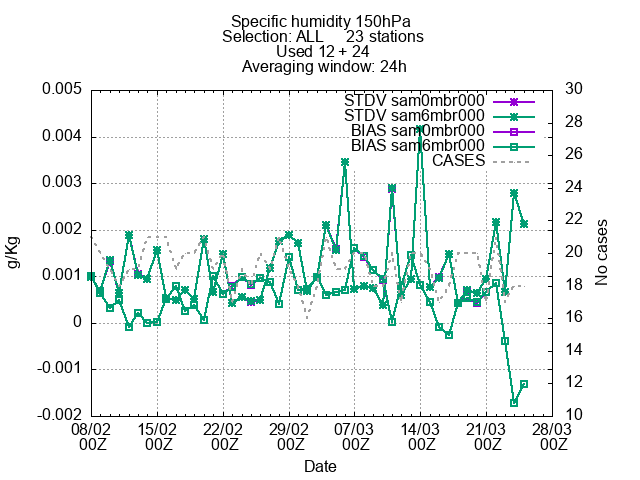 Specific humidity 150hPa
Selection: ALL 23 stations
Used 12 + 24
Averaging window: 24h
STDV sam0mbr000
STDV sam6mbr000
BIAS sam0mbr000
BIAS sam6mbr000
CASES
g/Kg
0.005
0.004
0.003
0.002
0.001
0
-0.001
-0.002
30
28
26
24
22
20
18
16
14
12
10
No cases
08/02 15/02 22/02 29/02 07/03 14/03 21/03 28/03
00Z 00Z 00Z 00Z 00Z 00Z 00Z 00Z
Date